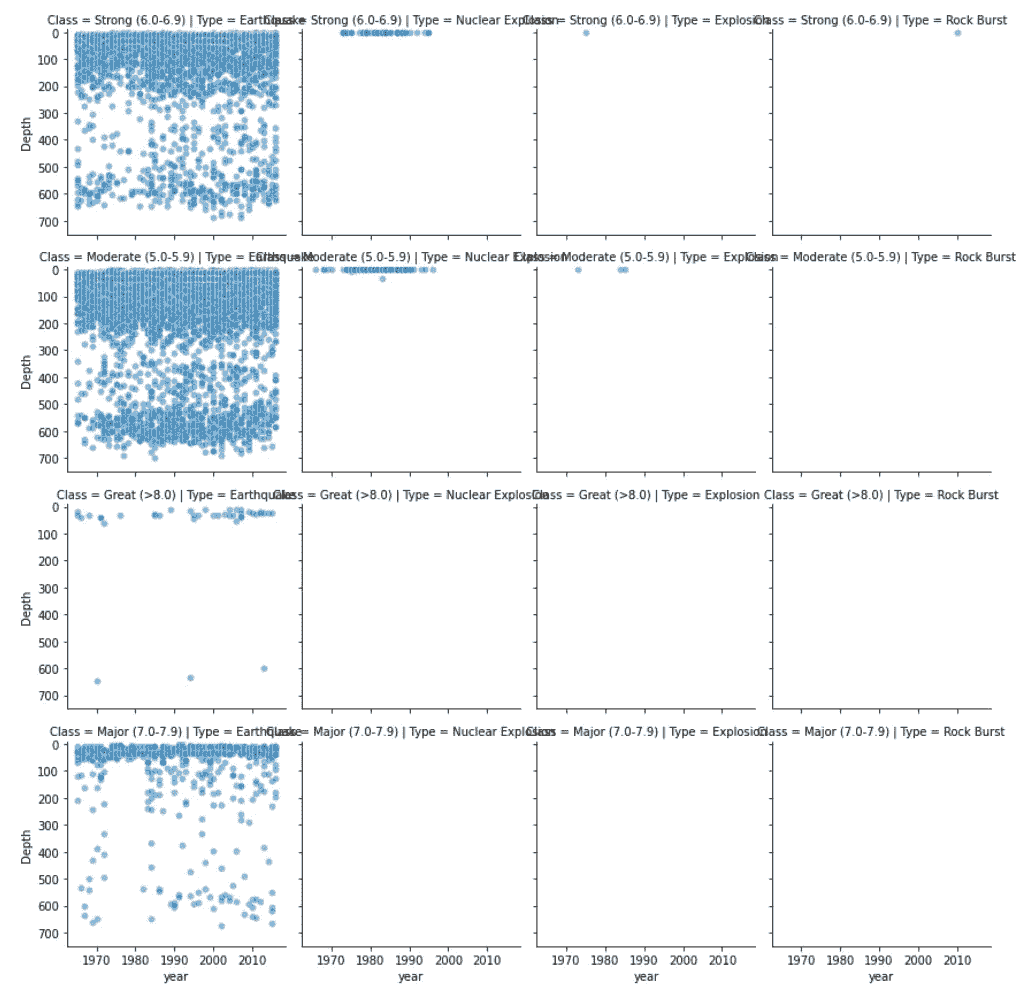 Class = Strong (6.0-6.9) | Type = Earthquake
Class = Strong (6.0-6.9) | Type = Nuclear Explosion
Class = Strong (6.0-6.9) | Type = Explosion
Class = Strong (6.0-6.9) | Type = Rock Burst
0
100
200
300
400
500
600
700
Depth
Class = Moderate (5.0-5.9) | Type = Earthquake
Class = Moderate (5.0-5.9) | Type = Nuclear Explosion
Class = Moderate (5.0-5.9) | Type = Explosion
Class = Moderate (5.0-5.9) | Type = Rock Burst
0
100
200
300
400
500
600
700
Depth
Class = Great (>8.0) | Type = Earthquake
Class = Great (>8.0) | Type = Nuclear Explosion
Class = Great (>8.0) | Type = Explosion
Class = Great (>8.0) | Type = Rock Burst
0
100
200
300
400
500
600
700
Depth
Class = Major (7.0-7.9) | Type = Earthquake
Class = Major (7.0-7.9) | Type = Nuclear Explosion
Class = Major (7.0-7.9) | Type = Explosion
Class = Major (7.0-7.9) | Type = Rock Burst
0
100
200
300
400
500
600
700
Depth
1970 1980 1990 2000 2010
year
1970 1980 1990 2000 2010
year
1970 1980 1990 2000 2010
year
1970 1980 1990 2000 2010
year